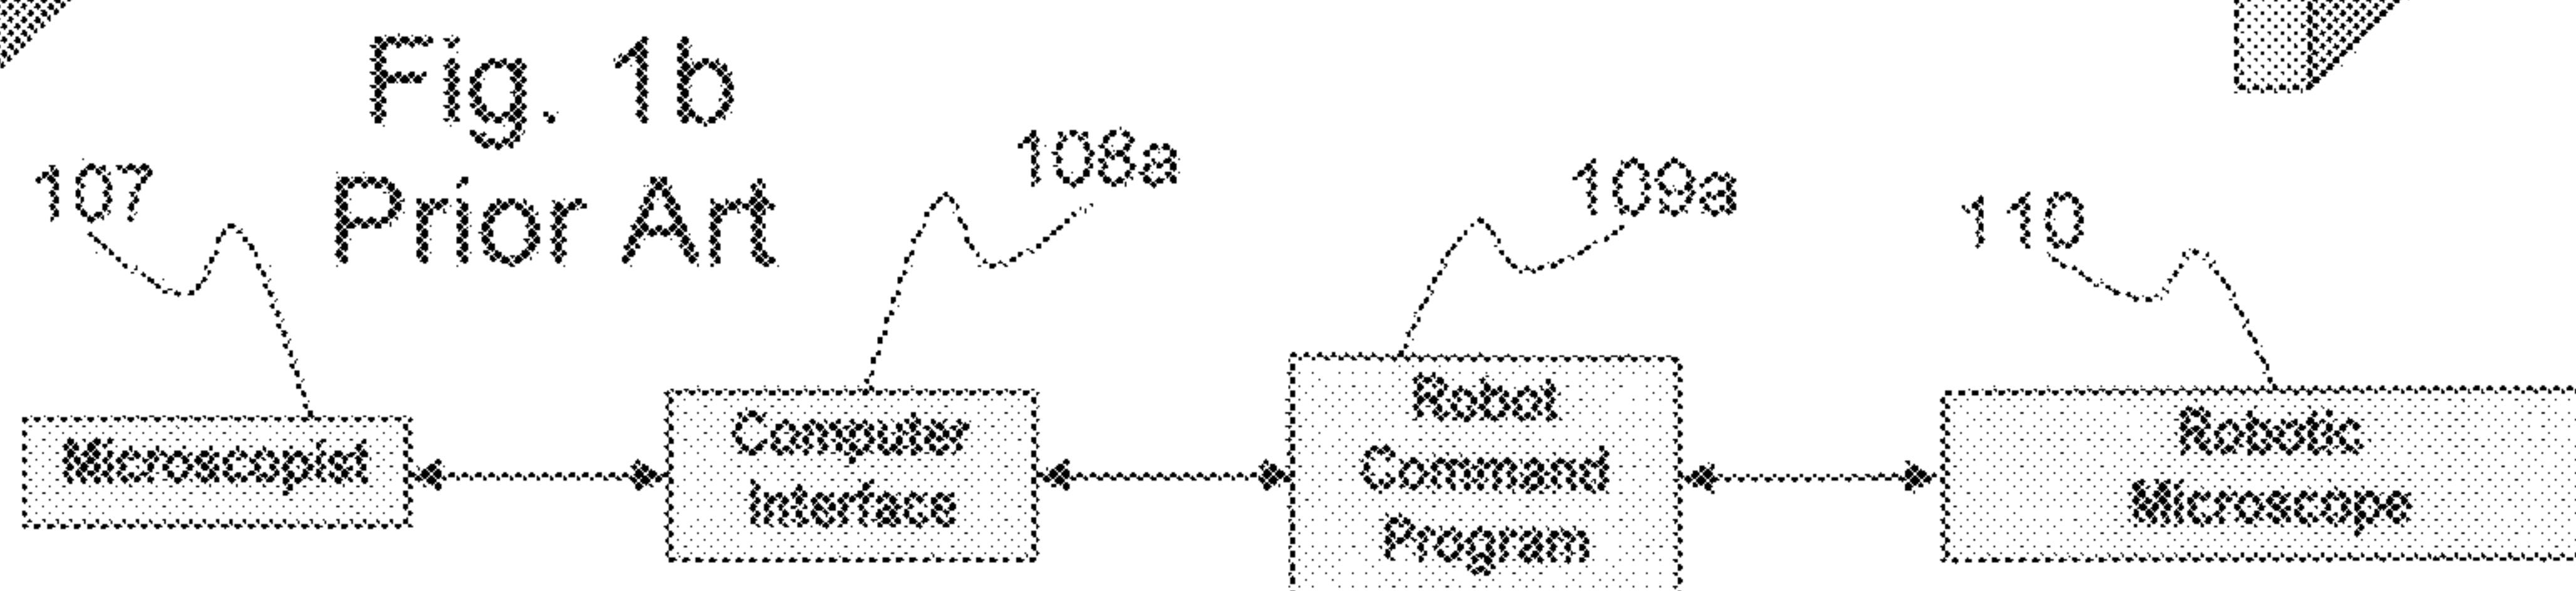 Fig. 1b
Prior Art
107
108a
109a
110
Microscopist
Computer
Interface
Robot
Command
Program
Robotic
Microscope